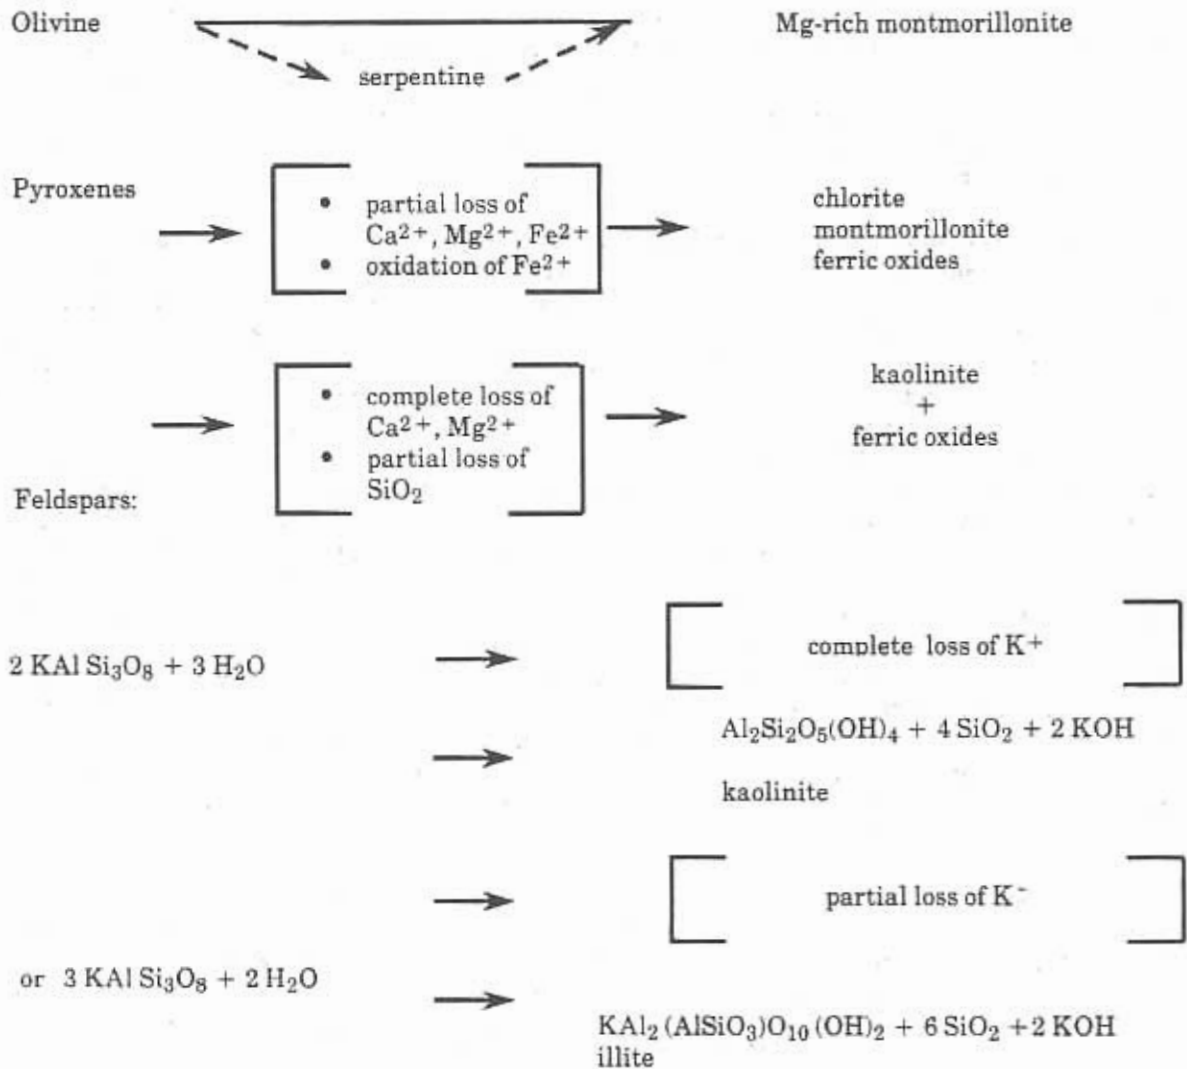 Olivine
Mg-rich montmorillonite
serpentine
Pyroxenes
• partial loss of
Ca²⁺, Mg²⁺, Fe²⁺
• oxidation of Fe²⁺
chlorite
montmorillonite
ferric oxides
• complete loss of
Ca²⁺, Mg²⁺
• partial loss of
SiO₂
kaolinite
+
ferric oxides
Feldspars:
2 KAl Si₃O₈ + 3 H₂O
complete loss of K⁺
Al₂Si₂O₅(OH)₄ + 4 SiO₂ + 2 KOH
kaolinite
partial loss of K⁻
or 3 KAl Si₃O₈ + 2 H₂O
KAl₂ (AlSiO₃)O₁₀ (OH)₂ + 6 SiO₂ +2 KOH
illite